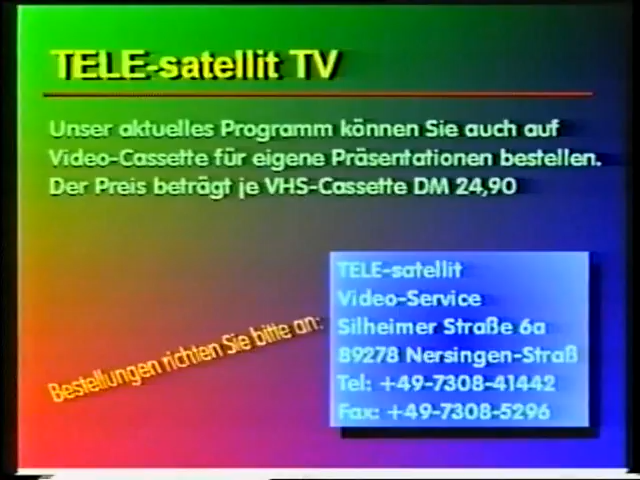 TELE-satellit TV
Unser aktuelles Programm können Sie auch auf
Video-Cassette für eigene Präsentationen bestellen.
Der Preis beträgt je VHS-Cassette DM 24,90
Bestellungen richten Sie bitte an:
TELE-satellit
Video-Service
Silheimer Straße 6a
89278 Nersingen-Straß
Tel: +49-7308-41442
Fax: +49-7308-5296